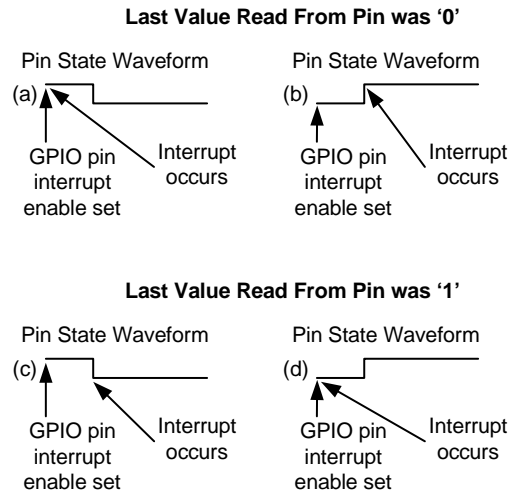 Last Value Read From Pin was ‘0’
Pin State Waveform
(a)
GPIO pin
interrupt
enable set
Interrupt
occurs
Pin State Waveform
(b)
GPIO pin
interrupt
enable set
Interrupt
occurs
Last Value Read From Pin was ‘1’
Pin State Waveform
(c)
GPIO pin
interrupt
enable set
Interrupt
occurs
Pin State Waveform
(d)
GPIO pin
interrupt
enable set
Interrupt
occurs